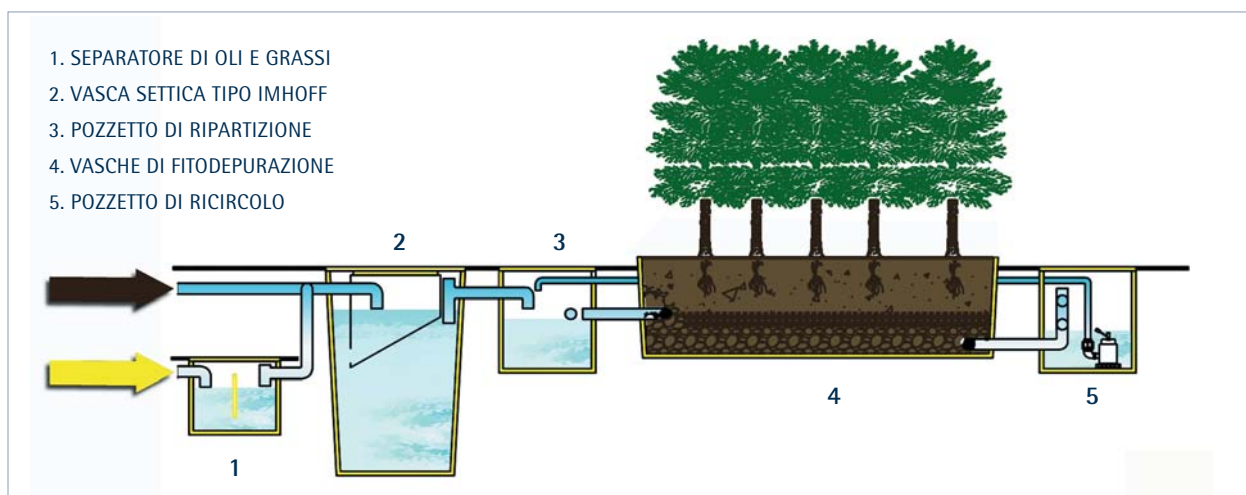 1. SEPARATORE DI OLI E GRASSI
2. VASCA SETTICA TIPO IMHOFF
3. POZZETTO DI RIPARTIZIONE
4. VASCHE DI FITODEPURAZIONE
5. POZZETTO DI RICIRCOLO
2
3
4
5
1